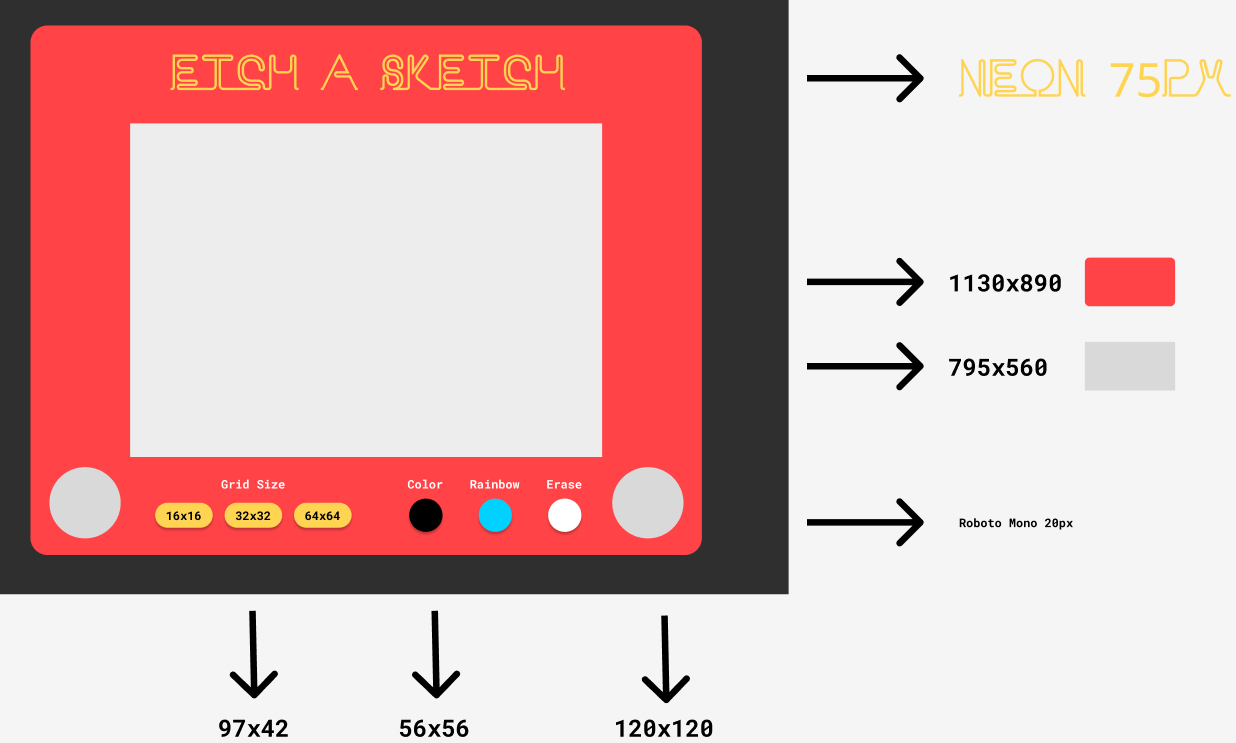 ETCH A SKETCH
NEON 75PX
1130x890
795x560
Grid Size
Color Rainbow Erase
16x16 32x32 64x64
Roboto Mono 20px
97x42 56x56 120x120